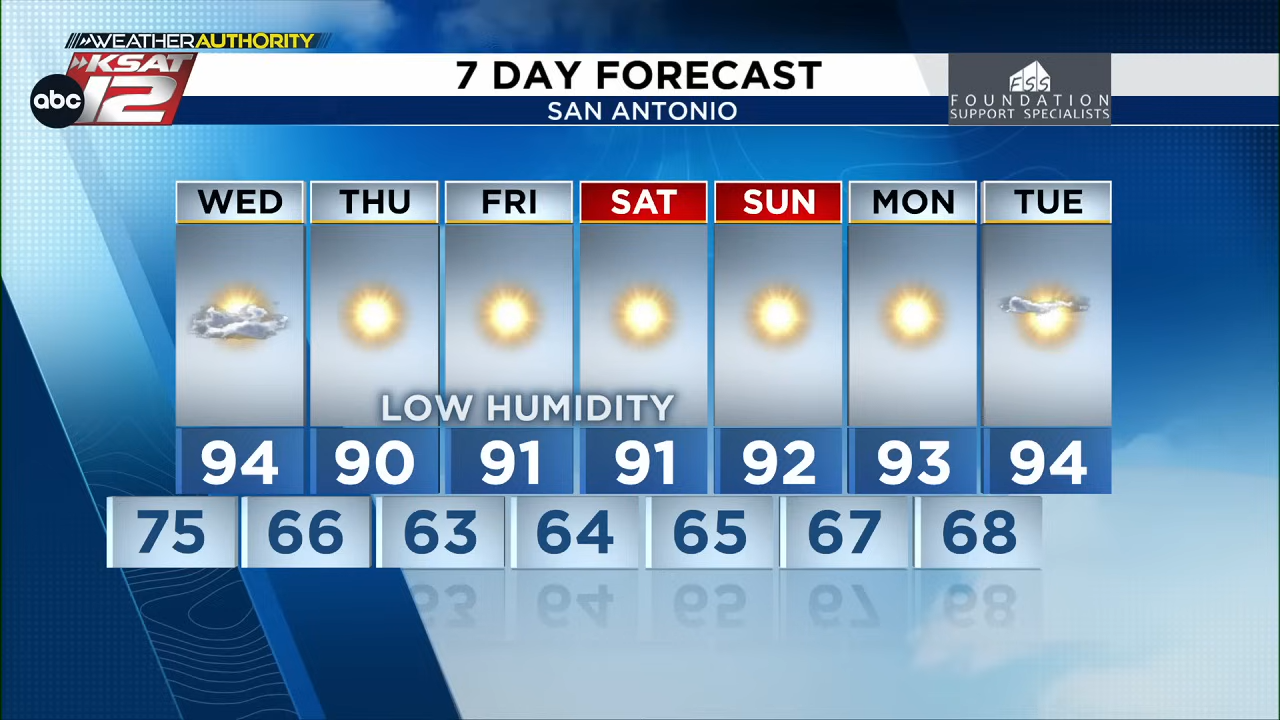 WEATHERAUTHORITY
KSAT
abc 12
7 DAY FORECAST
SAN ANTONIO
FSS
FOUNDATION
SUPPORT SPECIALISTS
WED THU FRI SAT SUN MON TUE
LOW HUMIDITY
94 90 91 91 92 93 94
75 66 63 64 65 67 68